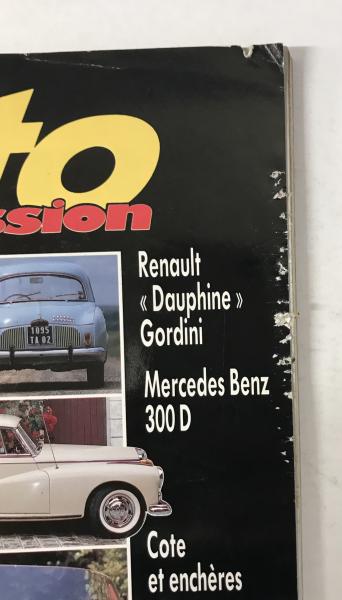 to
ssion
Renault
« Dauphine »
Gordini
1095
TA 02
Mercedes Benz
300 D
Cote
et enchères